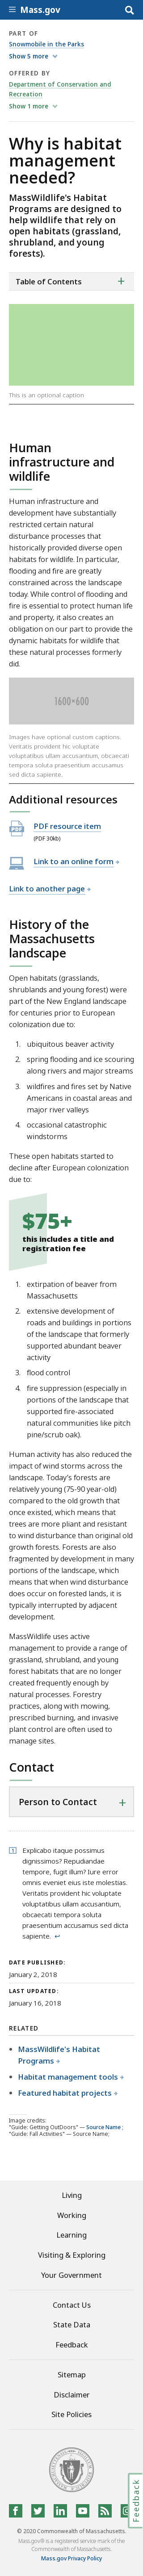 Mass.gov
PART OF
Snowmobile in the Parks
Show 5 more
OFFERED BY
Department of Conservation and
Recreation
Show 1 more
Why is habitat
management
needed?
MassWildlife's Habitat
Programs are designed to
help wildlife that rely on
open habitats (grassland,
shrubland, and young
forests).
Table of Contents +
This is an optional caption.
Human
infrastructure and
wildlife
Human infrastructure and
development have substantially
restricted certain natural
disturbance processes that
historically provided diverse open
habitats for wildlife. In particular,
flooding and fire are greatly
constrained across the landscape
today. While control of flooding and
fire is essential to protect human life
and property, it also creates an
obligation on our part to provide the
dynamic habitats for wildlife that
these natural processes formerly
did.
1600×600
Images have optional custom captions.
Veritatis provident hic voluptate
voluptatibus ullam accusantium, obcaecati
tempora soluta praesentium accusamus
sed dicta sapiente.
Additional resources
PDF
PDF resource item
(PDF 30kb)
Link to an online form
Link to another page
History of the
Massachusetts
landscape
Open habitats (grasslands,
shrublands, and young forest) were
part of the New England landscape
for centuries prior to European
colonization due to:
1. ubiquitous beaver activity
2. spring flooding and ice scouring
along rivers and major streams
3. wildfires and fires set by Native
Americans in coastal areas and
major river valleys
4. occasional catastrophic
windstorms
These open habitats started to
decline after European colonization
due to:
$75+
this includes a title and
registration fee
1. extirpation of beaver from
Massachusetts
2. extensive development of
roads and buildings in portions
of the landscape that formerly
supported abundant beaver
activity
3. flood control
4. fire suppression (especially in
portions of the landscape that
supported fire-associated
natural communities like pitch
pine/scrub oak).
Human activity has also reduced the
impact of wind storms across the
landscape. Today's forests are
relatively young (75-90 year-old)
compared to the old growth that
once existed, which means that
trees are more pliant and resistant
to wind disturbance than original old
growth trees. Forests are also
fragmented by development in many
portions of the landscape, which
means that when wind disturbance
does occur on forested lands, it is
typically interrupted by adjacent
development.
MassWildlife uses active
management to provide a range of
grassland, shrubland, and young
forest habitats that are no longer
created extensively enough by
natural processes. Forestry
practices, along with mowing,
prescribed burning, and invasive
plant control are often used to
manage sites.
Contact
Person to Contact +
1 Explicabo itaque possimus
dignissimos? Repudiandae
tempore, fugit illum? Iure error
omnis eveniet eius iste molestias.
Veritatis provident hic voluptate
voluptatibus ullam accusantium,
obcaecati tempora soluta
praesentium accusamus sed dicta
sapiente. ↩
DATE PUBLISHED:
January 2, 2018
LAST UPDATED:
January 16, 2018
RELATED
MassWildlife's Habitat
Programs
Habitat management tools
Featured habitat projects
Image credits:
"Guide: Getting OutDoors" — Source Name ;
"Guide: Fall Activities" — Source Name;
Living
Working
Learning
Visiting & Exploring
Your Government
Contact Us
State Data
Feedback
Sitemap
Disclaimer
Site Policies
Feedback
© 2020 Commonwealth of Massachusetts.
Mass.gov® is a registered service mark of the
Commonwealth of Massachusetts.
Mass.gov Privacy Policy